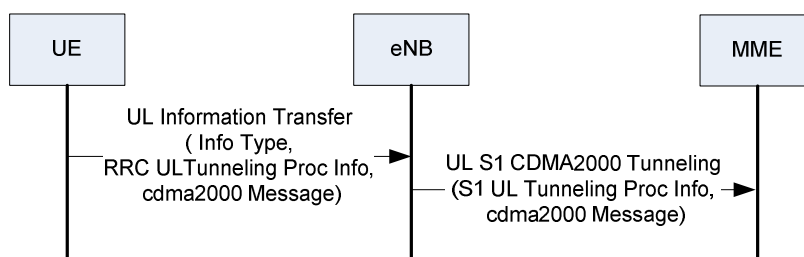 UE
eNB
MME
UL Information Transfer
( Info Type,
RRC ULTunneling Proc Info,
cdma2000 Message)
UL S1 CDMA2000 Tunneling
(S1 UL Tunneling Proc Info,
cdma2000 Message)